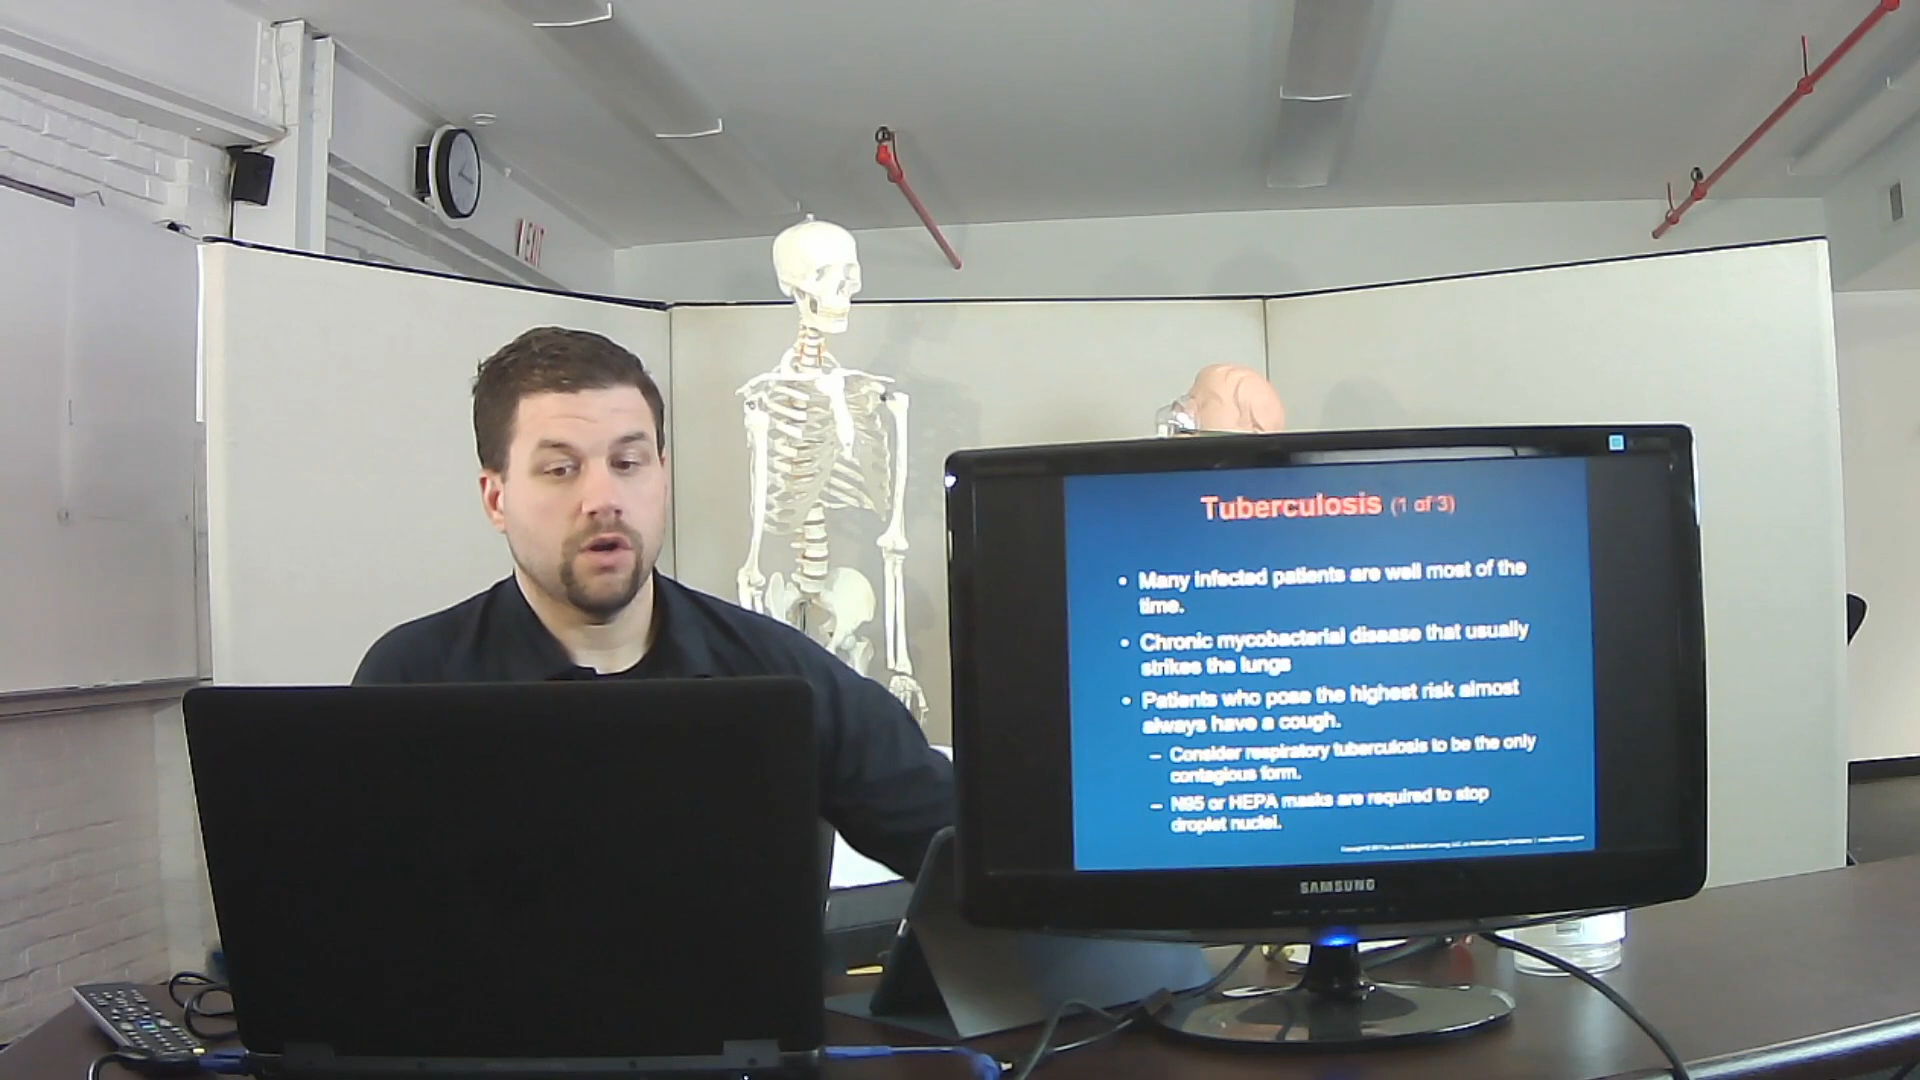 EXIT
Tuberculosis (1 of 3)
• Many infected patients are well most of the
time.
• Chronic mycobacterial disease that usually
strikes the lungs
• Patients who pose the highest risk almost
always have a cough.
– Consider respiratory tuberculosis to be the only
contagious form.
– N95 or HEPA masks are required to stop
droplet nuclei.
SAMSUNG